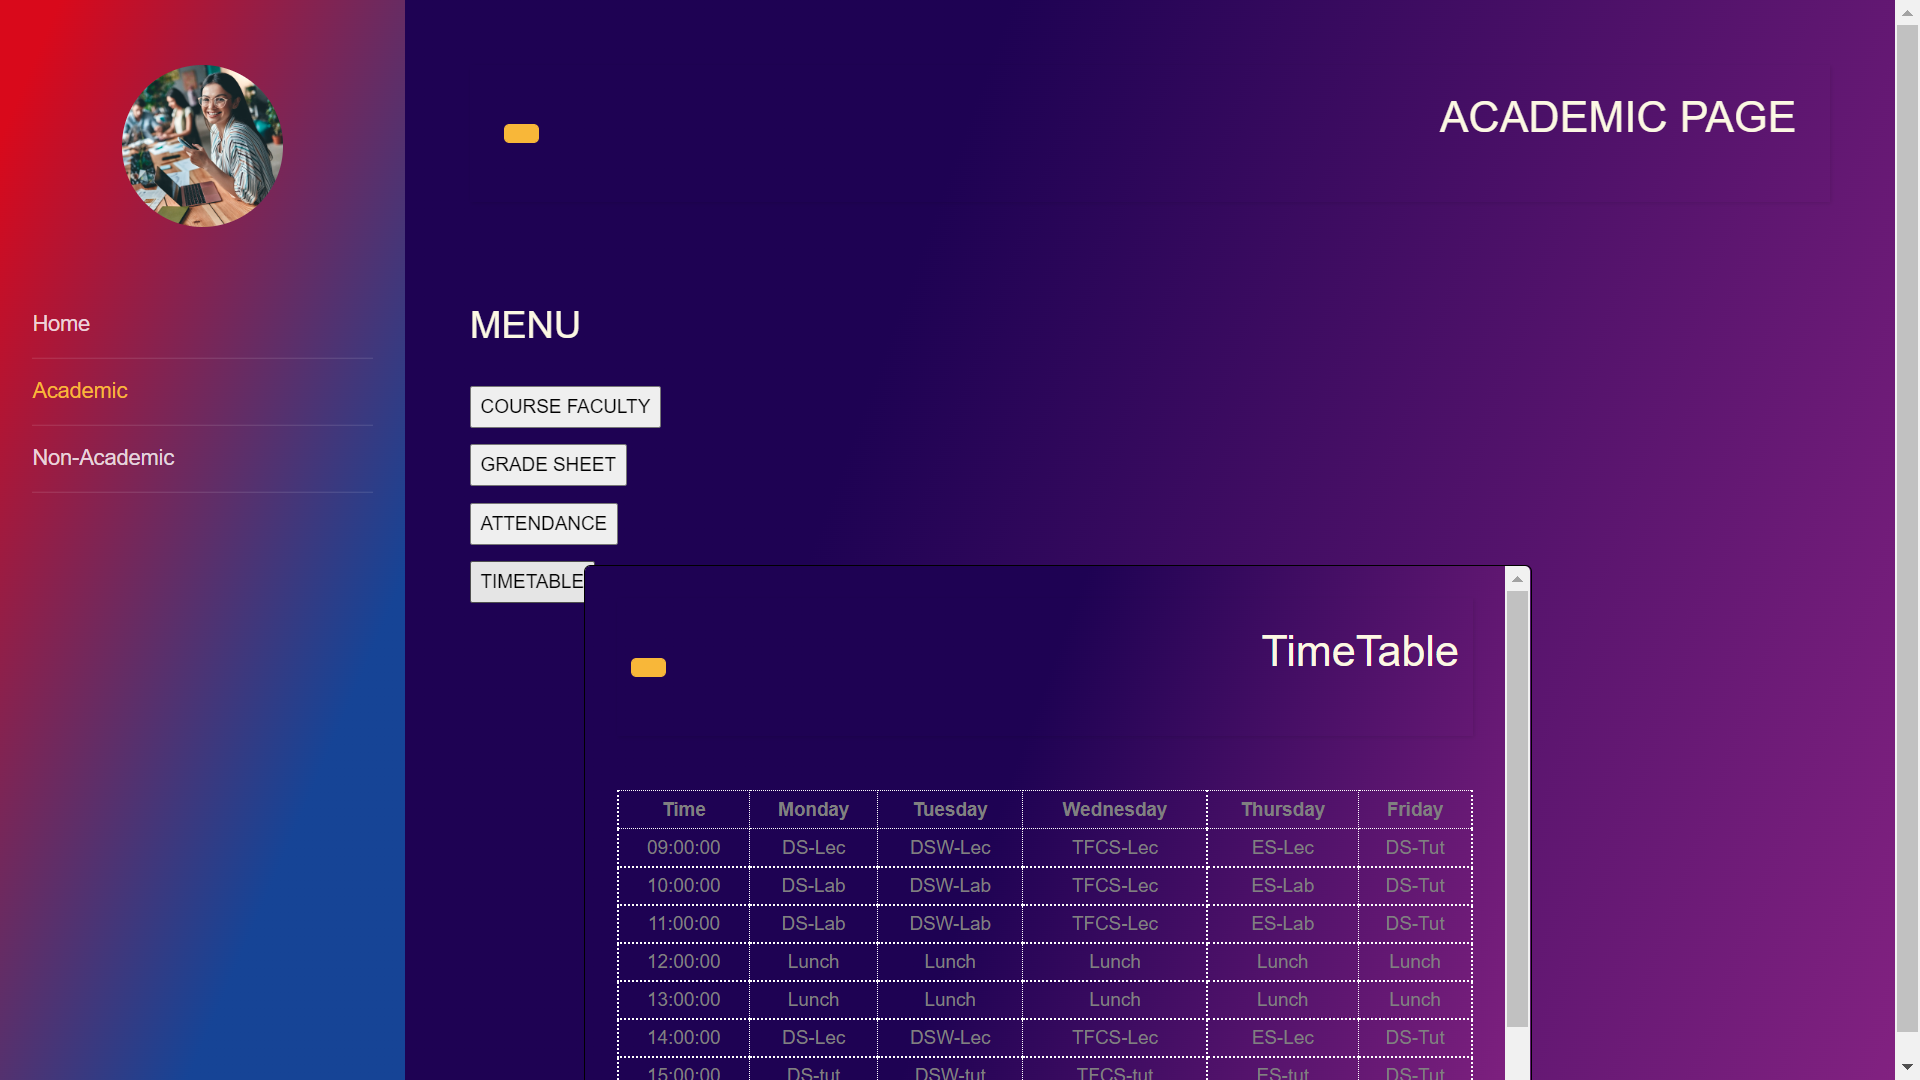 ACADEMIC PAGE
Home
Academic
Non-Academic
MENU
COURSE FACULTY
GRADE SHEET
ATTENDANCE
TIMETABLE
TimeTable
Time Monday Tuesday Wednesday Thursday Friday
09:00:00 DS-Lec DSW-Lec TFCS-Lec ES-Lec DS-Tut
10:00:00 DS-Lab DSW-Lab TFCS-Lec ES-Lab DS-Tut
11:00:00 DS-Lab DSW-Lab TFCS-Lec ES-Lab DS-Tut
12:00:00 Lunch Lunch Lunch Lunch Lunch
13:00:00 Lunch Lunch Lunch Lunch Lunch
14:00:00 DS-Lec DSW-Lec TFCS-Lec ES-Lec DS-Tut
15:00:00 DS-tut DSW-tut TFCS-tut ES-tut DS-Tut